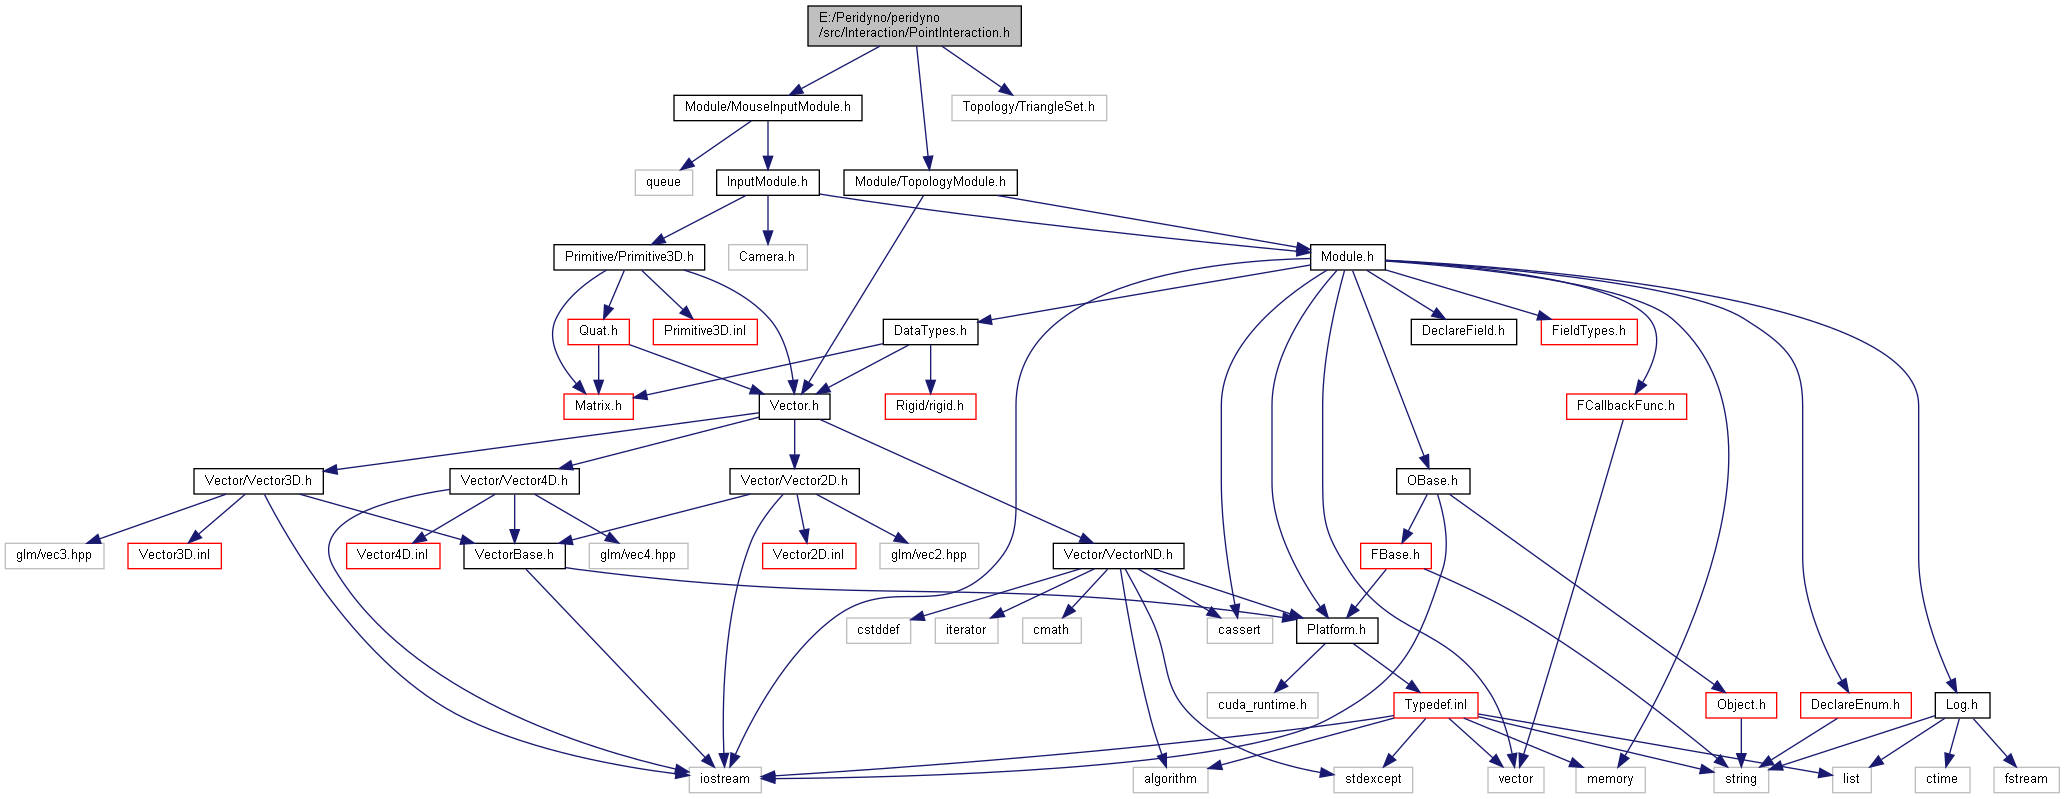 E:/Peridyno/peridyno
/src/Interaction/PointInteraction.h
Module/MouseInputModule.h
Topology/TriangleSet.h
queue
InputModule.h
Module/TopologyModule.h
Primitive/Primitive3D.h
Camera.h
Module.h
Quat.h
Primitive3D.inl
DataTypes.h
DeclareField.h
FieldTypes.h
Matrix.h
Vector.h
Rigid/rigid.h
FCallbackFunc.h
Vector/Vector3D.h
Vector/Vector4D.h
Vector/Vector2D.h
OBase.h
glm/vec3.hpp
Vector3D.inl
Vector4D.inl
VectorBase.h
glm/vec4.hpp
Vector2D.inl
glm/vec2.hpp
Vector/VectorND.h
FBase.h
cstddef
iterator
cmath
cassert
Platform.h
cuda_runtime.h
Typedef.inl
Object.h
DeclareEnum.h
Log.h
iostream
algorithm
stdexcept
vector
memory
string
list
ctime
fstream